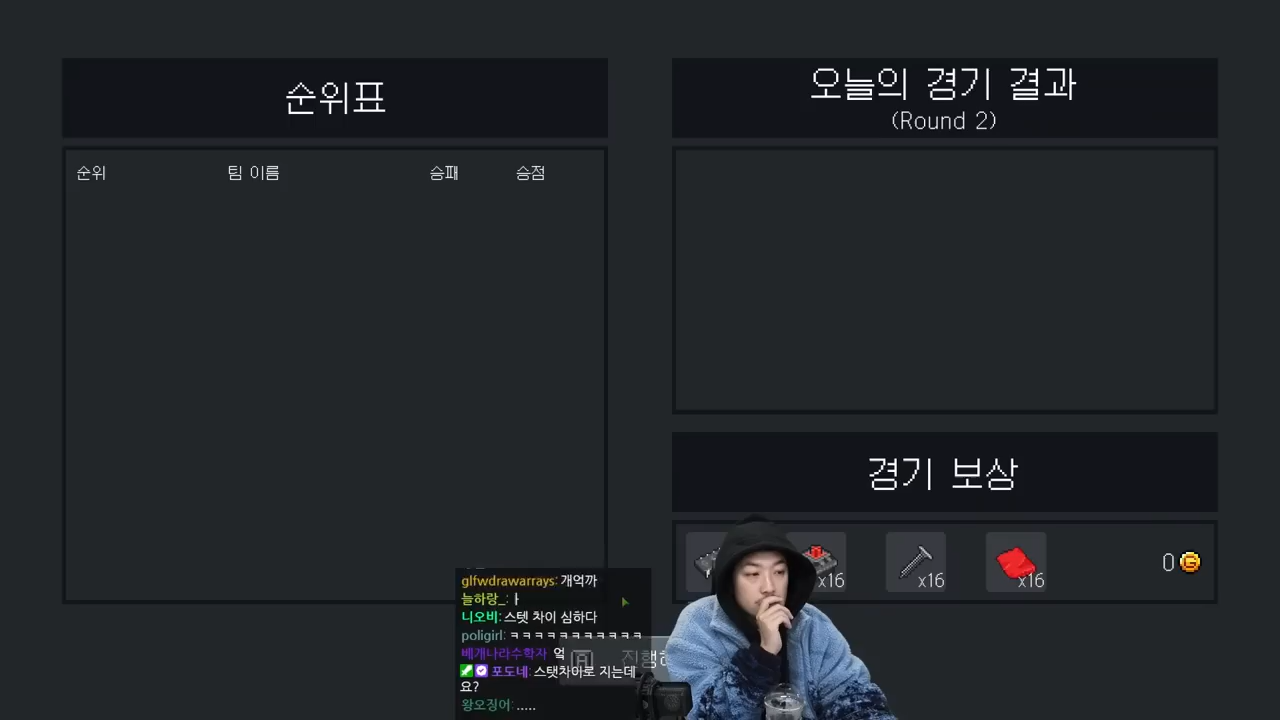 순위표
순위 팀 이름 승패 승점
오늘의 경기 결과
(Round 2)
경기 보상
x16 x16 x16 0
glfwdrawarrays: 개억까
늘하랑_: ㅏ
니오비: 스텟 차이 심하다
poligirl: ㅋㅋㅋㅋㅋㅋㅋㅋㅋㅋㅋ
베개나라수학자 억
포도네: 스탯차이로 지는데
요?
왕오징어: .....
A 진행